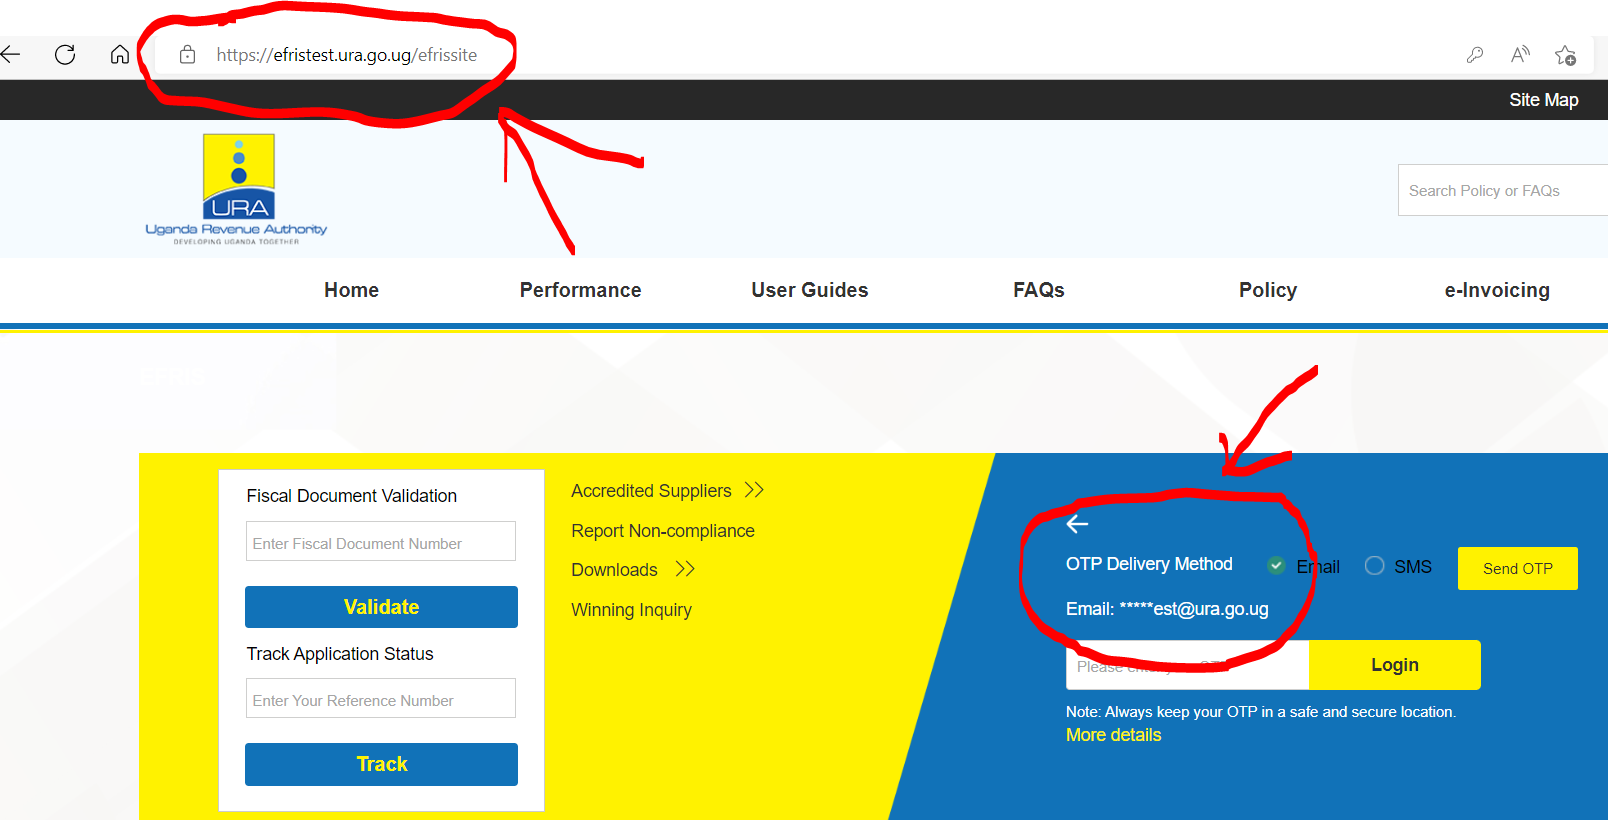 https://efristest.ura.go.ug/efrissite
Site Map
URA
Uganda Revenue Authority
DEVELOPING UGANDA TOGETHER
Search Policy or FAQs
Home Performance User Guides FAQs Policy e-Invoicing
EFRIS
Fiscal Document Validation
Enter Fiscal Document Number
Validate
Track Application Status
Enter Your Reference Number
Track
Accredited Suppliers
Report Non-compliance
Downloads
Winning Inquiry
OTP Delivery Method Email SMS Send OTP
Email: *****est@ura.go.ug
Please Login
Note: Always keep your OTP in a safe and secure location.
More details